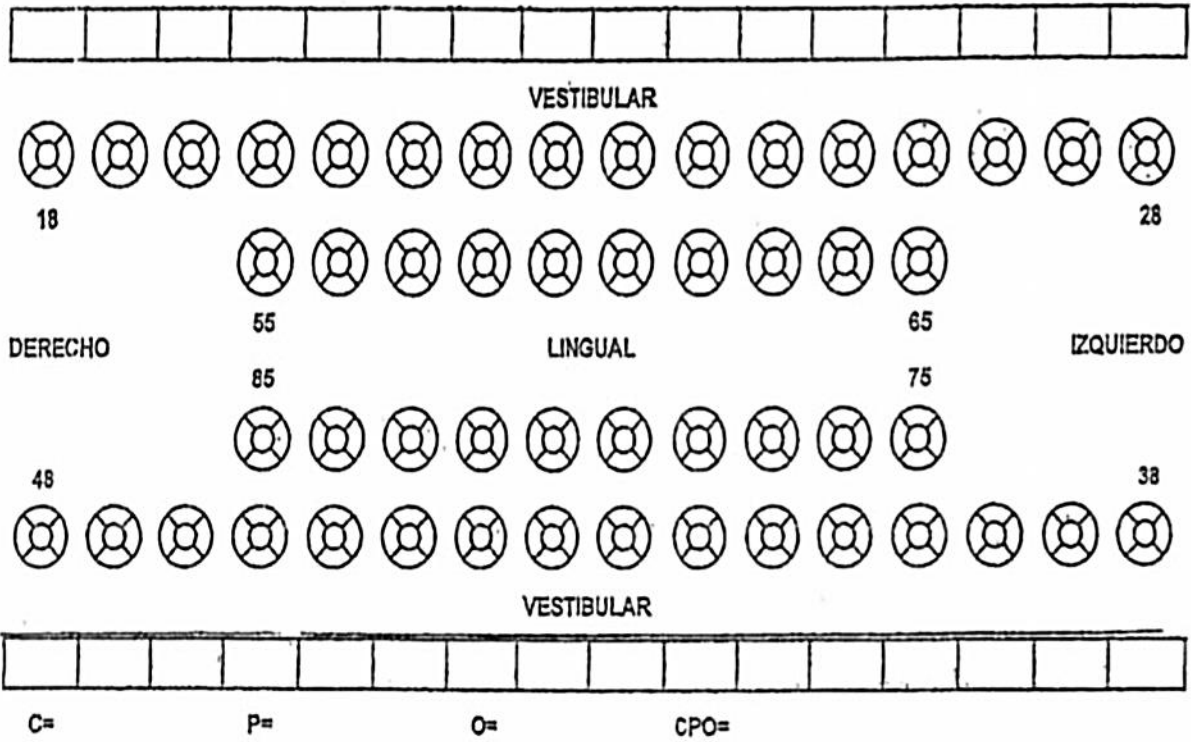 VESTIBULAR
18 28
55 65
DERECHO LINGUAL IZQUIERDO
85 75
48 38
VESTIBULAR
C= P= O= CPO=